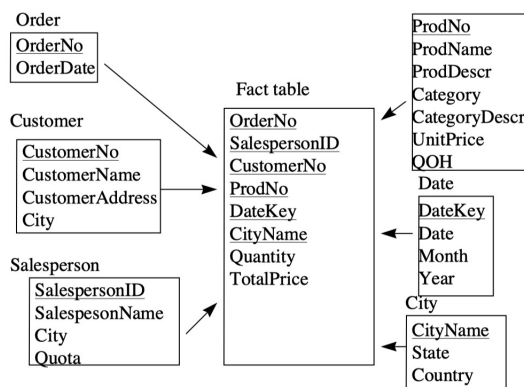 Order
OrderNo
OrderDate
Customer
CustomerNo
CustomerName
CustomerAddress
City
Salesperson
SalespersonID
SalespesonName
City
Quota
Fact table
OrderNo
SalespersonID
CustomerNo
ProdNo
DateKey
CityName
Quantity
TotalPrice
ProdNo
ProdName
ProdDescr
Category
CategoryDescr
UnitPrice
QOH
Date
DateKey
Date
Month
Year
City
CityName
State
Country